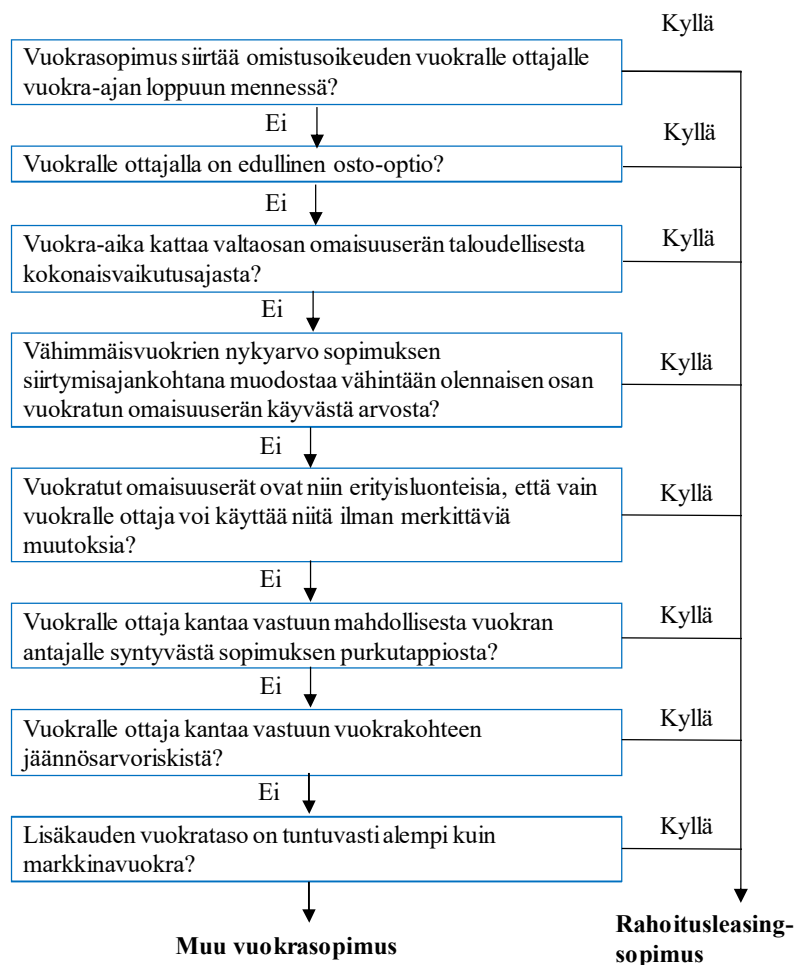 Kyllä
Vuokrasopimus siirtää omistusoikeuden vuokralle ottajalle
vuokra-ajan loppuun mennessä?
Ei
Kyllä
Vuokralle ottajalla on edullinen osto-optio?
Ei
Kyllä
Vuokra-aika kattaa valtaosan omaisuuserän taloudellisesta
kokonaisvaikutusajasta?
Ei
Kyllä
Vähimmäisvuokrien nykyarvo sopimuksen
siirtymisajankohtana muodostaa vähintään olennaisen osan
vuokratun omaisuuserän käyvästä arvosta?
Ei
Kyllä
Vuokratut omaisuuserät ovat niin erityisluonteisia, että vain
vuokralle ottaja voi käyttää niitä ilman merkittäviä
muutoksia?
Ei
Kyllä
Vuokralle ottaja kantaa vastuun mahdollisesta vuokran
antajalle syntyvästä sopimuksen purkutappiosta?
Ei
Kyllä
Vuokralle ottaja kantaa vastuun vuokrakohteen
jäännösarvoriskistä?
Ei
Kyllä
Lisäkauden vuokrataso on tuntuvasti alempi kuin
markkinavuokra?
Muu vuokrasopimus
Rahoitusleasing-
sopimus